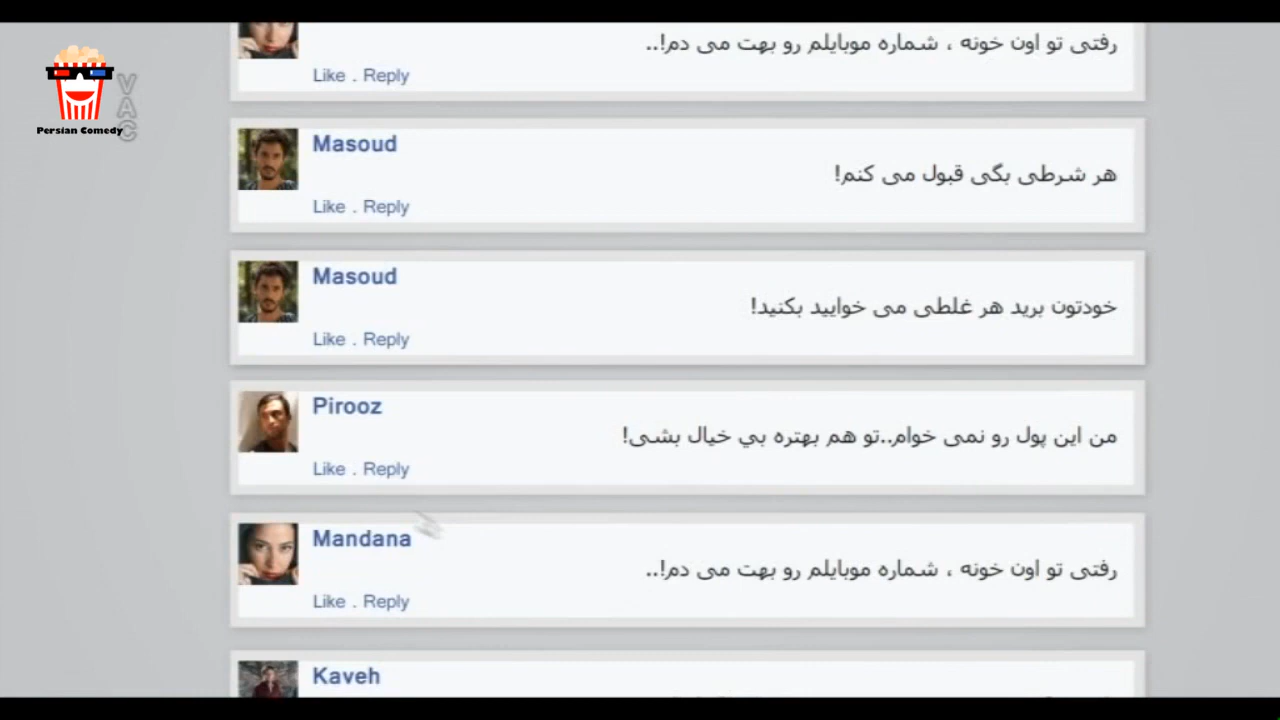 رفتی تو اون خونه ، شماره موبایلم رو بهت می دم!..
Like . Reply
VAC
Persian Comedy
Masoud
هر شرطی بگی قبول می کنم!
Like . Reply
Masoud
خودتون برید هر غلطی می خوایید بکنید!
Like . Reply
Pirooz
من این پول رو نمی خوام..تو هم بهتره بي خیال بشی!
Like . Reply
Mandana
رفتی تو اون خونه ، شماره موبایلم رو بهت می دم!..
Like . Reply
Kaveh